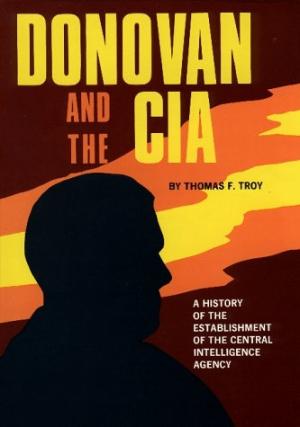 DONOVAN
AND
THE
CIA
BY THOMAS F. TROY
A HISTORY
OF THE
ESTABLISHMENT
OF THE CENTRAL
INTELLIGENCE
AGENCY